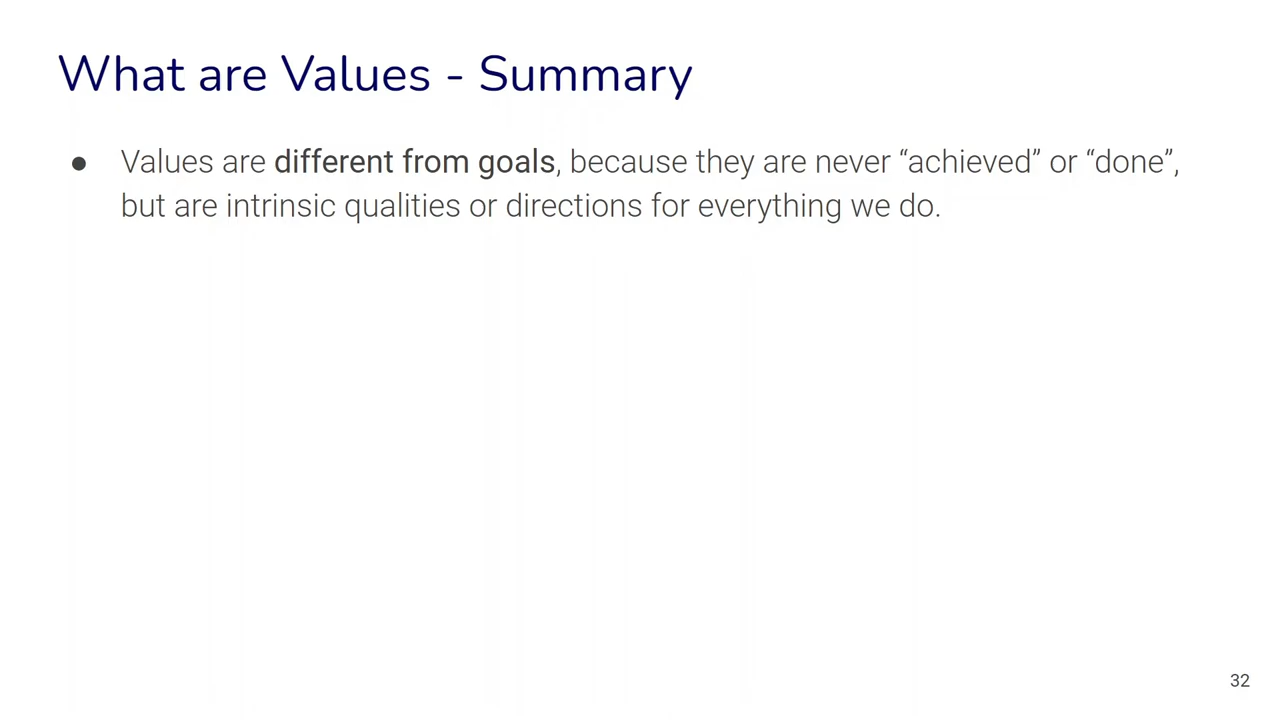 What are Values - Summary
● Values are different from goals, because they are never “achieved” or “done”,
but are intrinsic qualities or directions for everything we do.
32